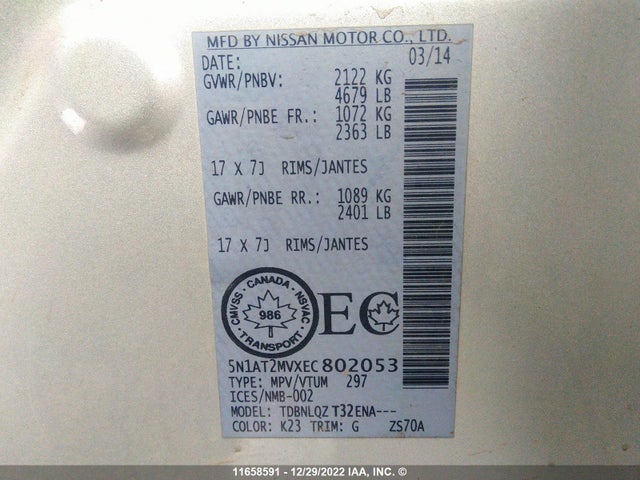 MFD BY NISSAN MOTOR CO., LTD.
DATE: 03/14
GVWR/PNBV: 2122 KG
4679 LB
GAWR/PNBE FR.: 1072 KG
2363 LB
17 X 7J RIMS/JANTES
GAWR/PNBE RR.: 1089 KG
2401 LB
17 X 7J RIMS/JANTES
CMVSS · CANADA · NSVAC
986
TRANSPORT
EC
5N1AT2MVXEC802053
TYPE: MPV/VTUM 297
ICES/NMB-002
MODEL: TDBNLQZ T32ENA---
COLOR: K23 TRIM: G ZS70A
11658591 - 12/29/2022 IAA, INC. ©